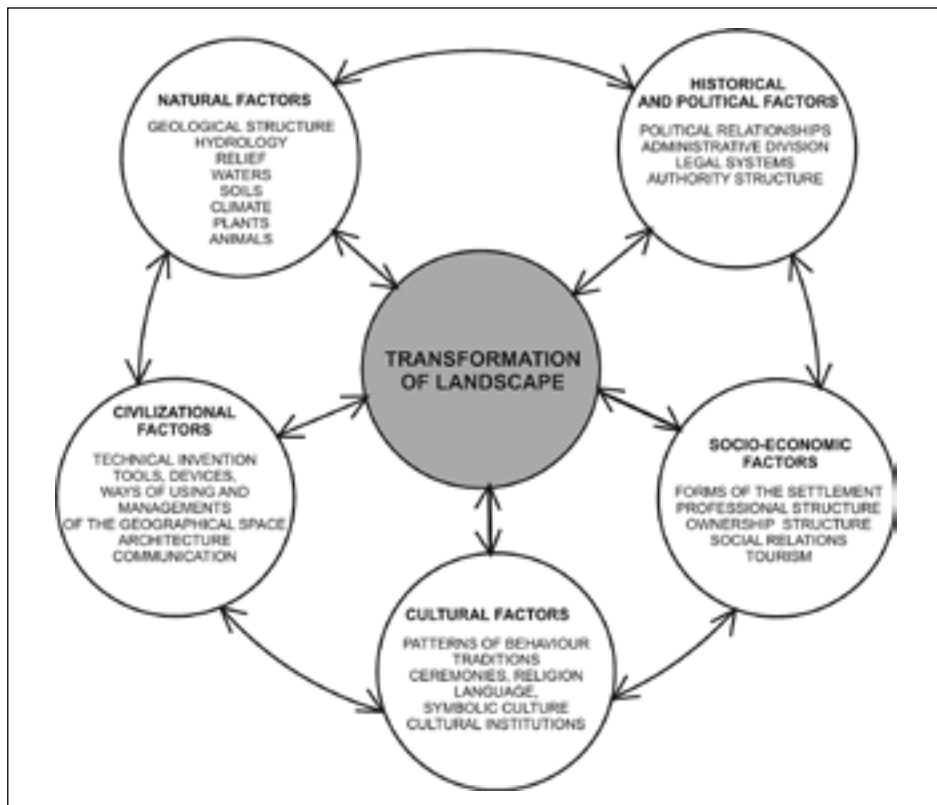 NATURAL FACTORS
GEOLOGICAL STRUCTURE
HYDROLOGY
RELIEF
WATERS
SOILS
CLIMATE
PLANTS
ANIMALS
HISTORICAL
AND POLITICAL FACTORS
POLITICAL RELATIONSHIPS
ADMINISTRATIVE DIVISION
LEGAL SYSTEMS
AUTHORITY STRUCTURE
TRANSFORMATION
OF LANDSCAPE
CIVILIZATIONAL
FACTORS
TECHNICAL INVENTION
TOOLS, DEVICES,
WAYS OF USING AND
MANAGEMENTS
OF THE GEOGRAPHICAL SPACE
ARCHITECTURE
COMMUNICATION
SOCIO-ECONOMIC
FACTORS
FORMS OF THE SETTLEMENT
PROFESSIONAL STRUCTURE
OWNERSHIP STRUCTURE
SOCIAL RELATIONS
TOURISM
CULTURAL FACTORS
PATTERNS OF BEHAVIOUR
TRADITIONS
CEREMONIES, RELIGION
LANGUAGE,
SYMBOLIC CULTURE
CULTURAL INSTITUTIONS